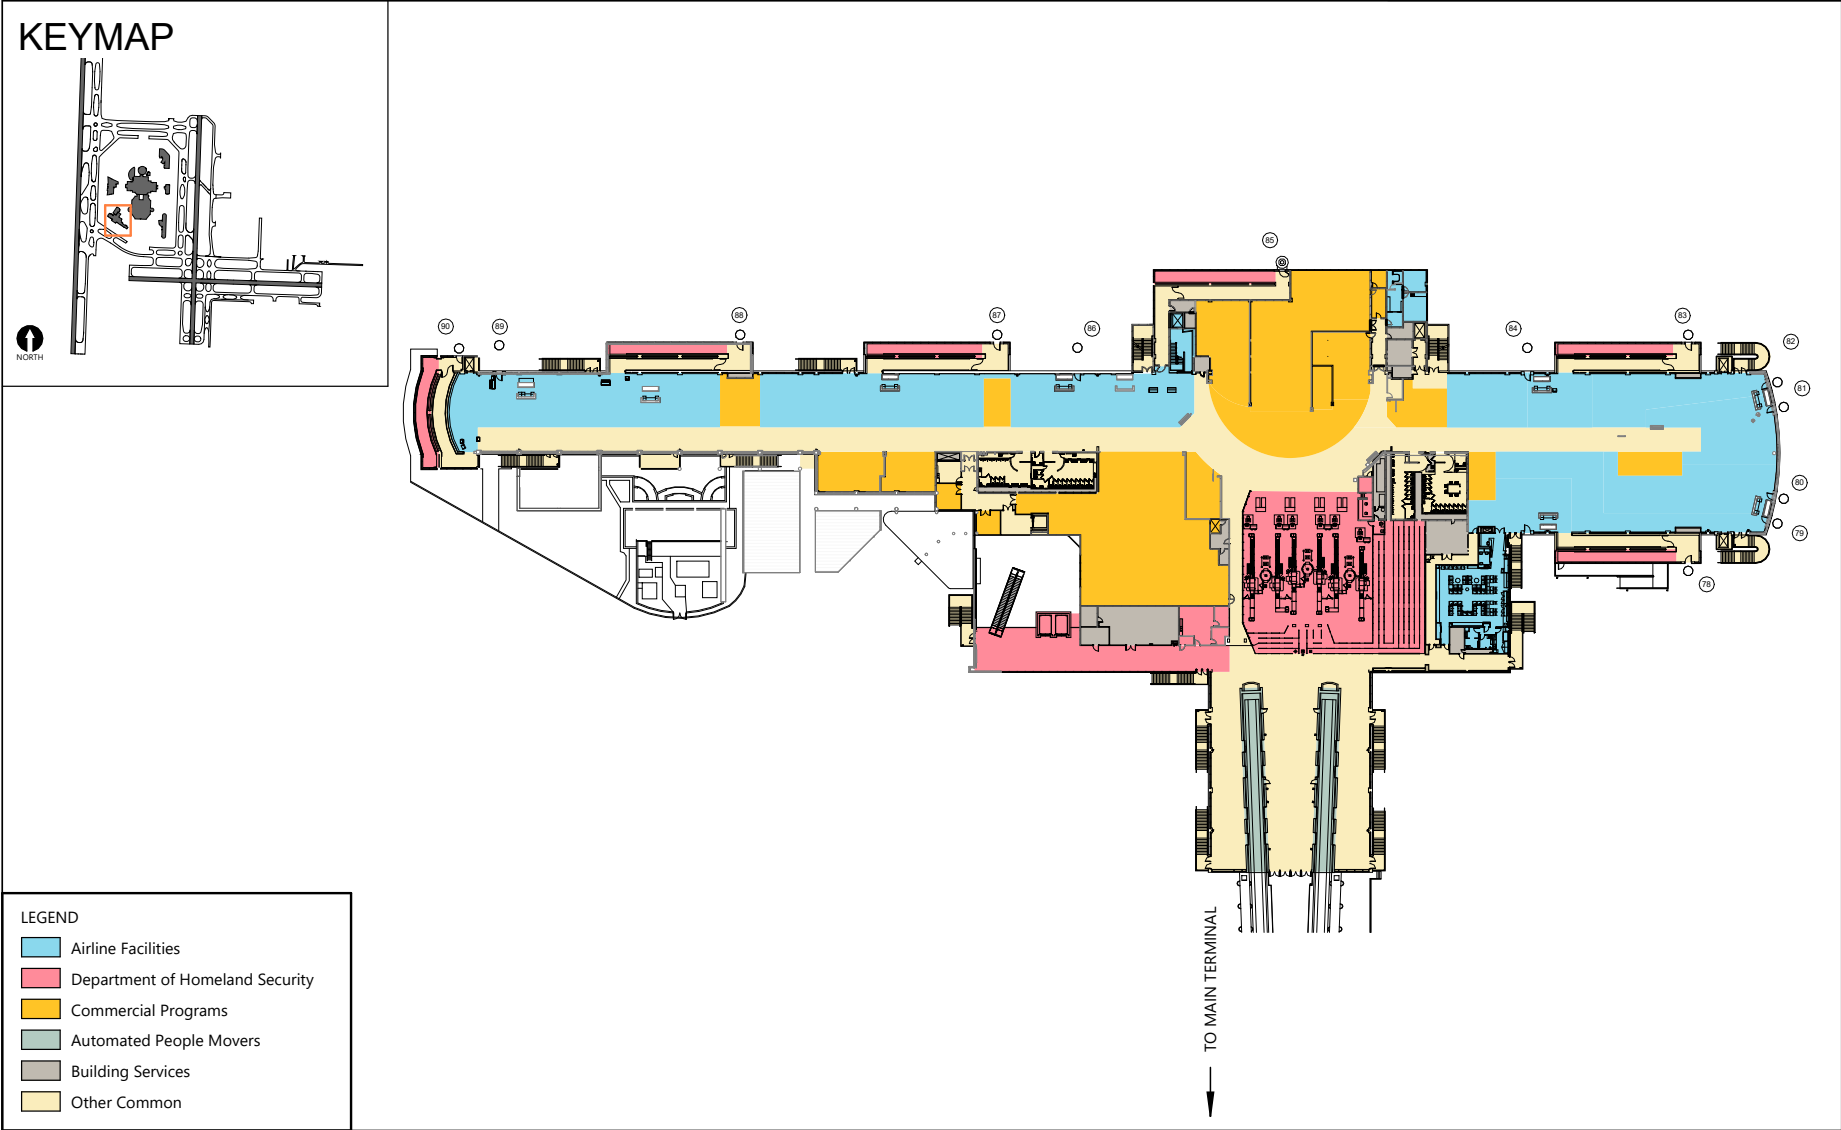 KEYMAP
NORTH
85
90
89
88
87
86
84
83
82
81
80
79
78
TO MAIN TERMINAL
LEGEND
Airline Facilities
Department of Homeland Security
Commercial Programs
Automated People Movers
Building Services
Other Common